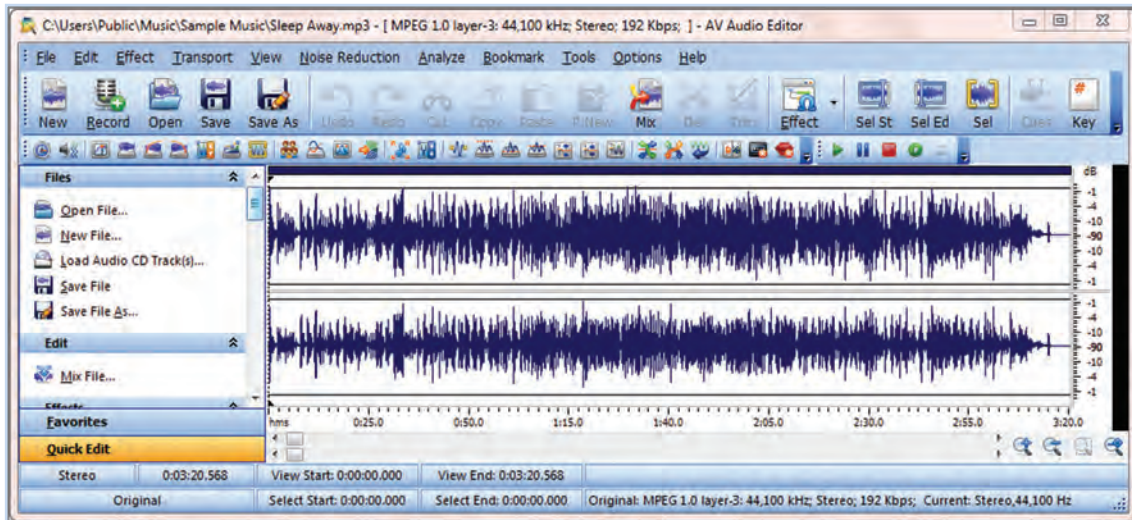 C:\Users\Public\Music\Sample Music\Sleep Away.mp3 - [ MPEG 1.0 layer-3: 44,100 kHz; Stereo; 192 Kbps; ] - AV Audio Editor
File Edit Effect Transport View Noise Reduction Analyze Bookmark Tools Options Help
New Record Open Save Save As Undo Redo Cut Copy Paste P.New Mix Del Trim Effect Sel St Sel Ed Sel Key
Files
Open File...
New File...
Load Audio CD Track(s)...
Save File
Save File As...
Edit
Mix File...
Effects
Favorites
Quick Edit
dB
-1
-4
-10
-90
-10
-4
-1
-1
-4
-10
-90
-10
-4
-1
hms 0:25.0 0:50.0 1:15.0 1:40.0 2:05.0 2:30.0 2:55.0 3:20.0
Stereo 0:03:20.568 View Start: 0:00:00.000 View End: 0:03:20.568
Original Select Start: 0:00:00.000 Select End: 0:00:00.000 Original: MPEG 1.0 layer-3: 44,100 kHz; Stereo; 192 Kbps; Current: Stereo,44,100 Hz